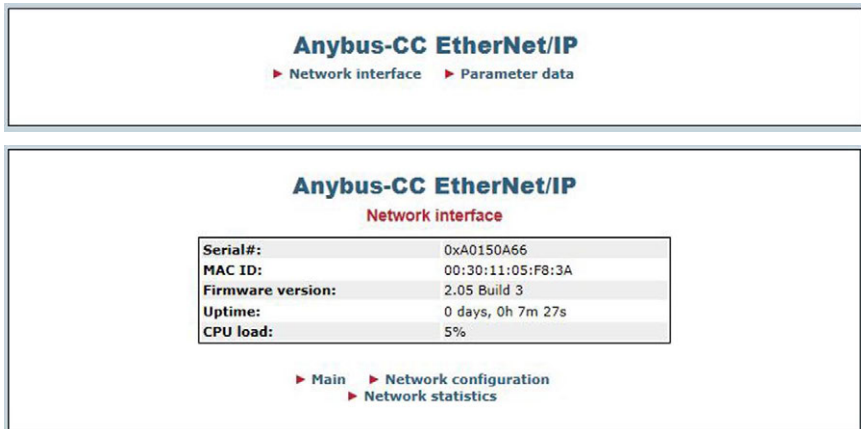 Anybus-CC EtherNet/IP
Network interface Parameter data
Anybus-CC EtherNet/IP
Network interface
Serial#: 0xA0150A66
MAC ID: 00:30:11:05:F8:3A
Firmware version: 2.05 Build 3
Uptime: 0 days, 0h 7m 27s
CPU load: 5%
Main Network configuration
Network statistics